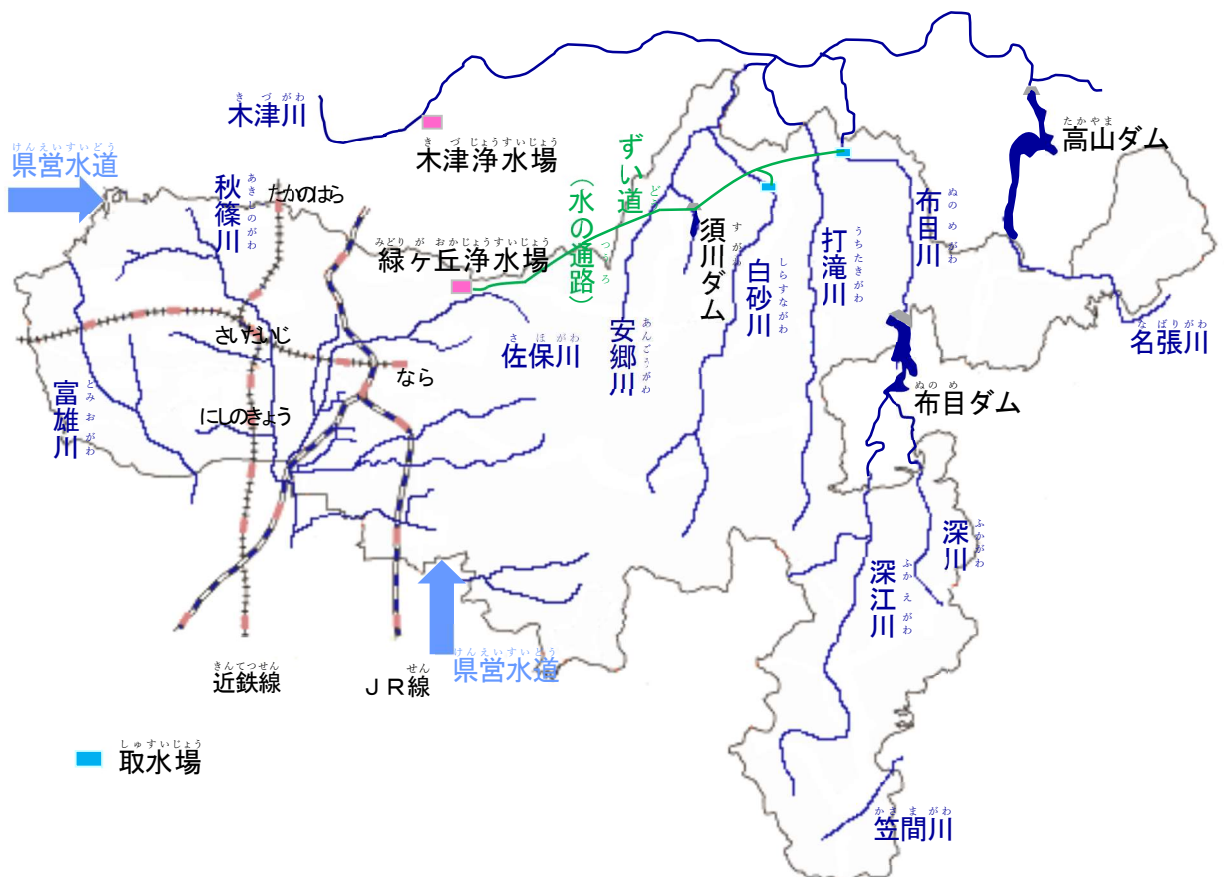 きづがわ
木津川
けんえいすいどう
県営水道
きづじょうすいじょう
木津浄水場
たかやま
高山ダム
あきしのがわ
秋篠川
たかのはら
ずい道
どう
（水の通路）
つうろ
みどりがおかじょうすいじょう
緑ヶ丘浄水場
すがわ
須川ダム
しらすながわ
白砂川
うちたきがわ
打滝川
ぬのめがわ
布目川
なばりがわ
名張川
さいだいじ
さほがわ
佐保川
あんごうがわ
安郷川
なら
とみおがわ
富雄川
にしのきょう
ぬのめ
布目ダム
ふかがわ
深川
ふかえがわ
深江川
きんてつせん
近鉄線
せん
ＪＲ線
けんえいすいどう
県営水道
しゅすいじょう
取水場
かさまがわ
笠間川